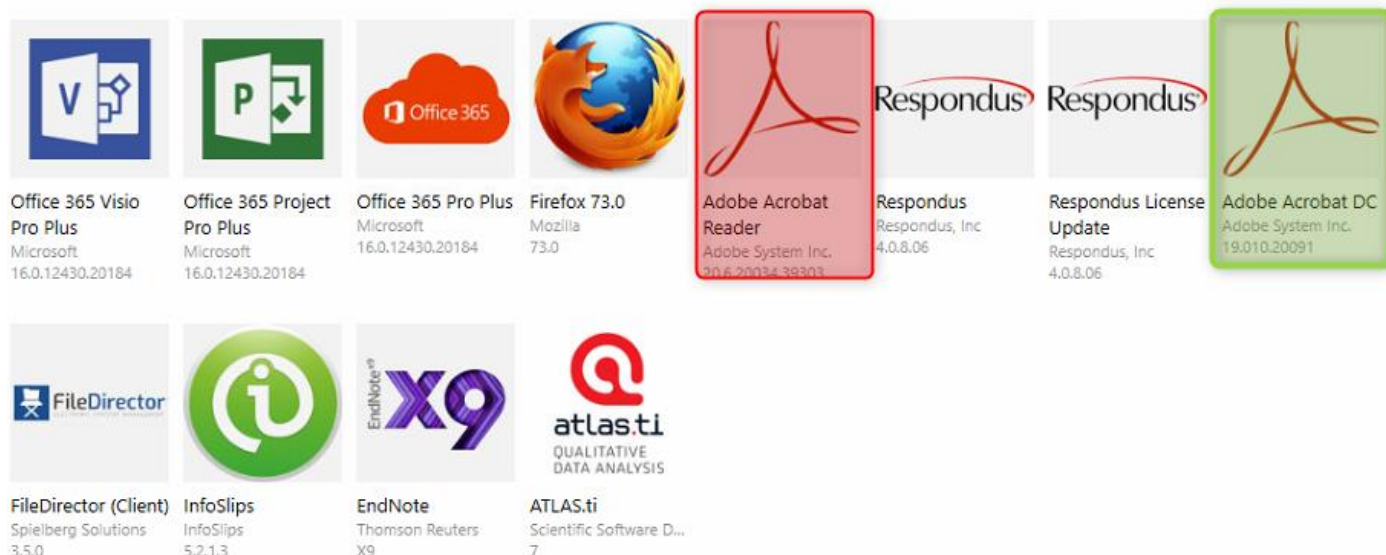 V
P
Office 365
Respondus
Respondus
Office 365 Visio
Pro Plus
Microsoft
16.0.12430.20184
Office 365 Project
Pro Plus
Microsoft
16.0.12430.20184
Office 365 Pro Plus
Microsoft
16.0.12430.20184
Firefox 73.0
Mozilla
73.0
Adobe Acrobat
Reader
Adobe System Inc.
20.6.20034.39303
Respondus
Respondus, Inc
4.0.8.06
Respondus License
Update
Respondus, Inc
4.0.8.06
Adobe Acrobat DC
Adobe System Inc.
19.010.20091
FileDirector
i
EndNote x9
X9
atlas.ti
QUALITATIVE
DATA ANALYSIS
FileDirector (Client)
Spielberg Solutions
3.5.0
InfoSlips
InfoSlips
5.2.1.3
EndNote
Thomson Reuters
X9
ATLAS.ti
Scientific Software D...
7